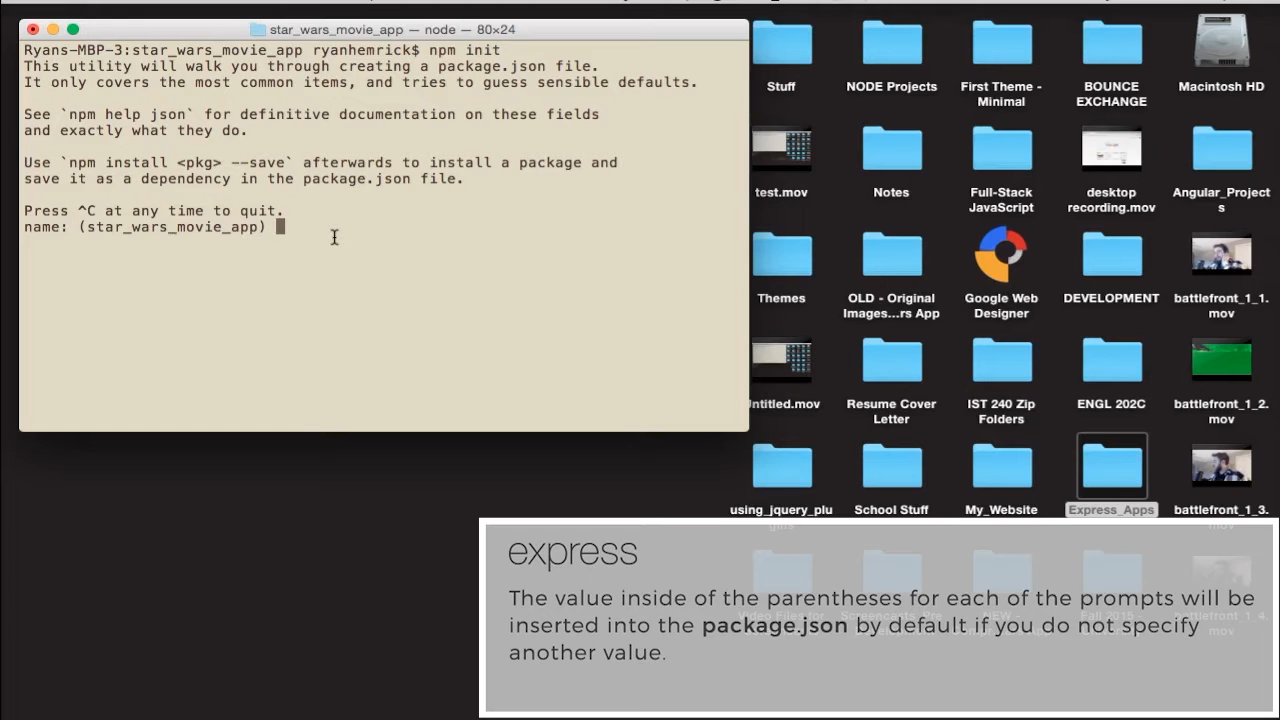 star_wars_movie_app — node — 80×24
Ryans-MBP-3:star_wars_movie_app ryanhemrick$ npm init
This utility will walk you through creating a package.json file.
It only covers the most common items, and tries to guess sensible defaults.
See `npm help json` for definitive documentation on these fields
and exactly what they do.
Use `npm install <pkg> --save` afterwards to install a package and
save it as a dependency in the package.json file.
Press ^C at any time to quit.
name: (star_wars_movie_app)
Stuff
NODE Projects
First Theme -
Minimal
BOUNCE
EXCHANGE
Macintosh HD
test.mov
Notes
Full-Stack
JavaScript
desktop
recording.mov
Angular_Project
s
Themes
OLD - Original
Images...rs App
Google Web
Designer
DEVELOPMENT
battlefront_1_1.
mov
Untitled.mov
Resume Cover
Letter
IST 240 Zip
Folders
ENGL 202C
battlefront_1_2.
mov
using_jquery_plu
School Stuff
My_Website
Express_Apps
battlefront_1_3.
mov
express
The value inside of the parentheses for each of the prompts will be
inserted into the package.json by default if you do not specify
another value.